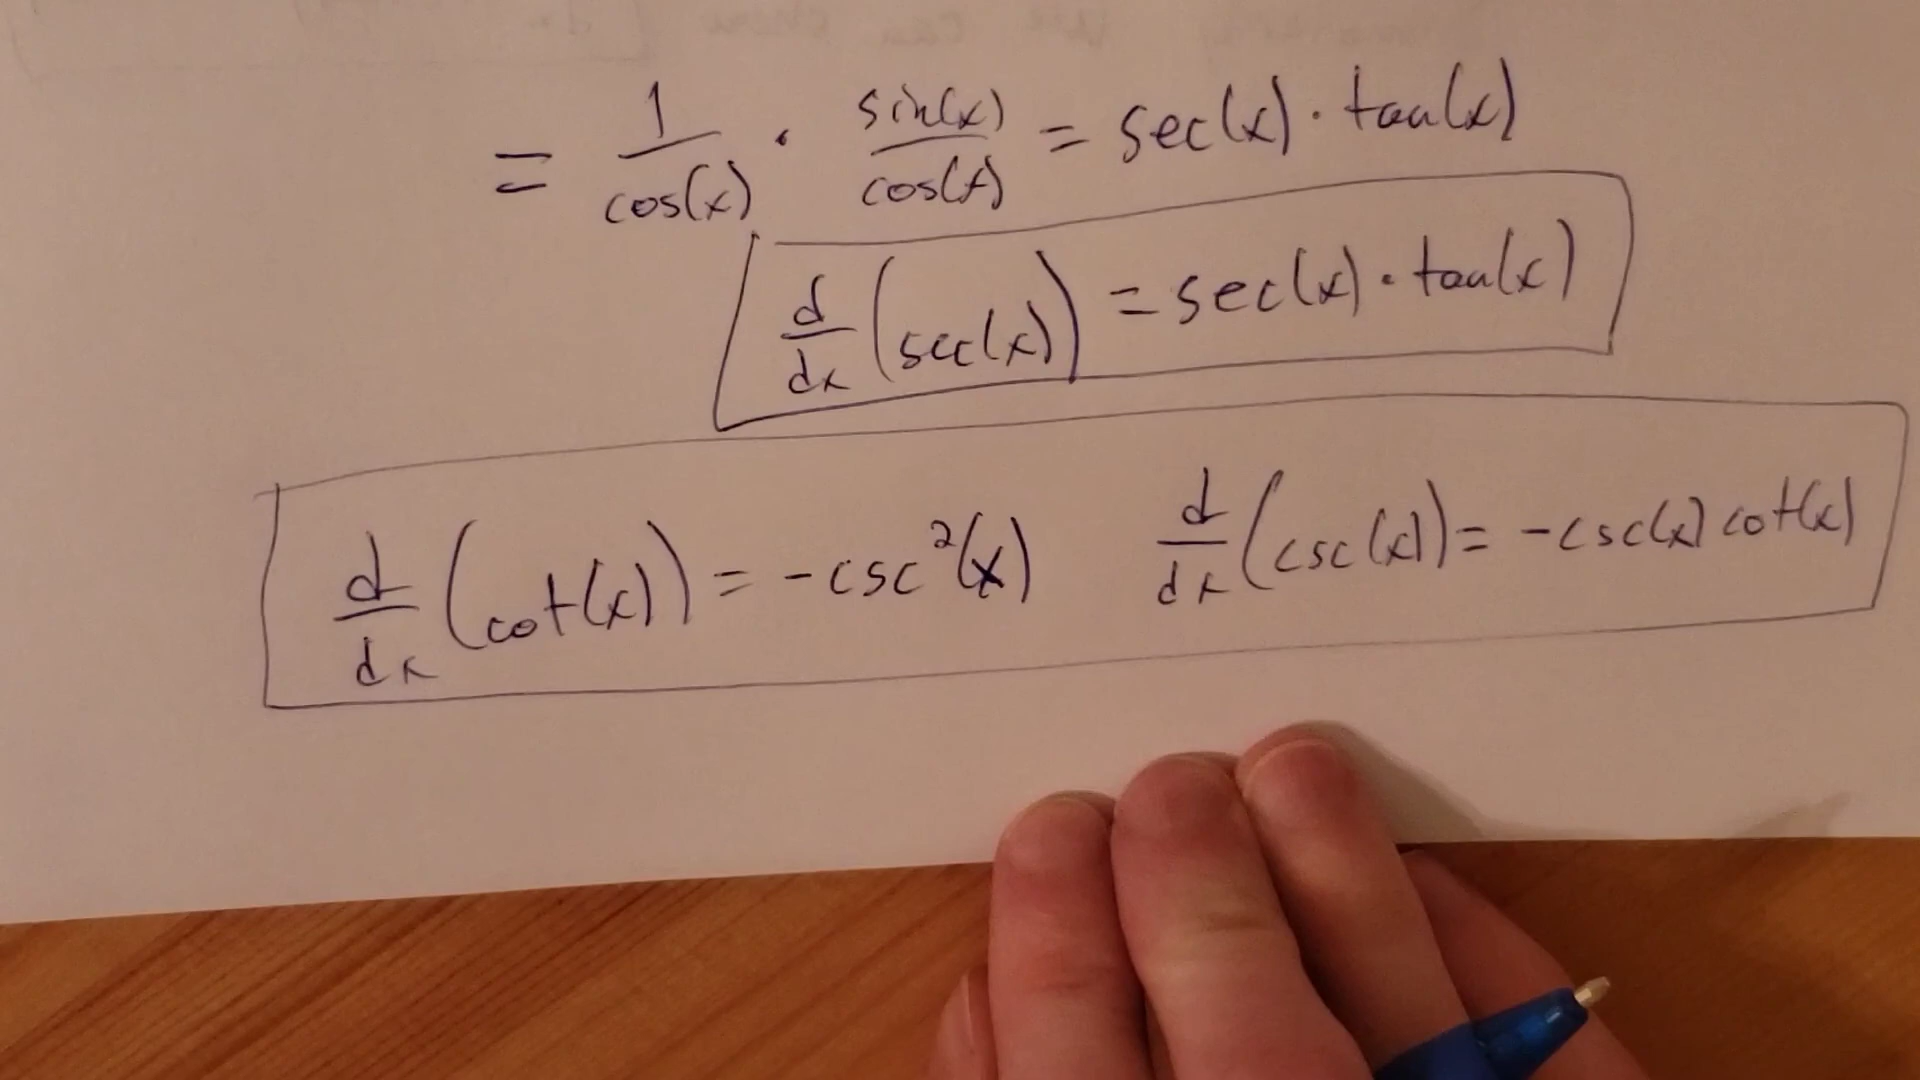 = 1/cos(x) · sin(x)/cos(x) = sec(x) · tan(x)
d/dx (sec(x)) = sec(x) · tan(x)
d/dx (cot(x)) = -csc²(x) d/dx (csc(x)) = -csc(x) cot(x)